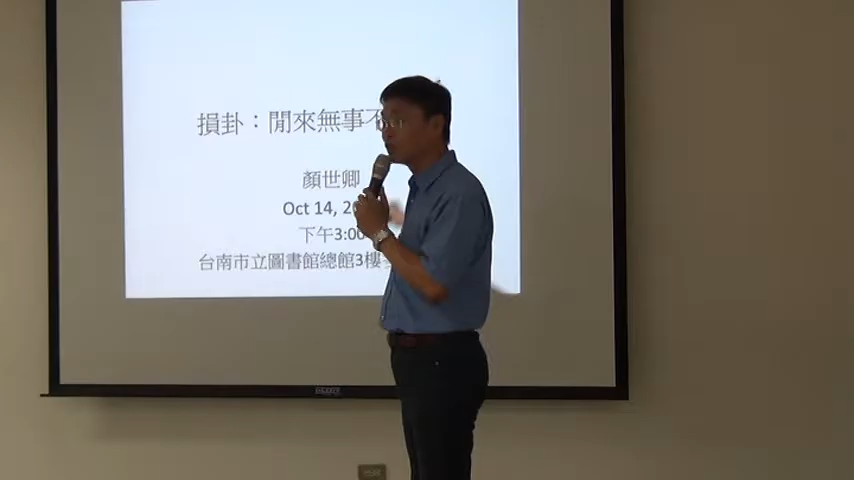 損卦：閒來無事不
顏世卿
Oct 14, 2
下午3:00
台南市立圖書館總館3樓